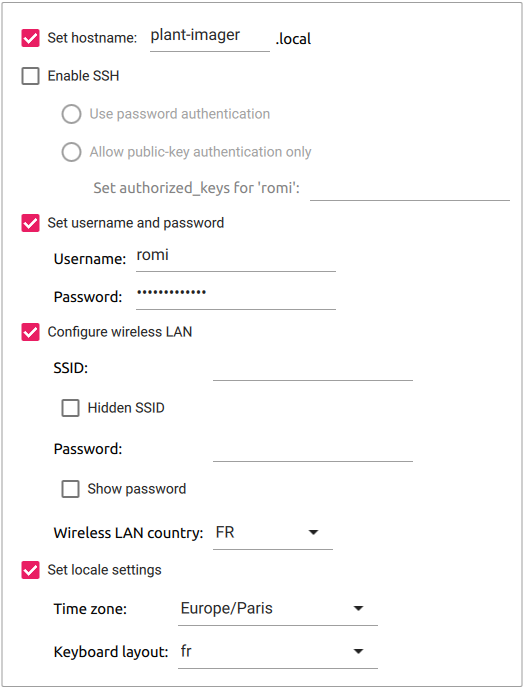 Set hostname: plant-imager .local
Enable SSH
Use password authentication
Allow public-key authentication only
Set authorized_keys for 'romi':
Set username and password
Username: romi
Password: •••••••••••••
Configure wireless LAN
SSID:
Hidden SSID
Password:
Show password
Wireless LAN country: FR
Set locale settings
Time zone: Europe/Paris
Keyboard layout: fr